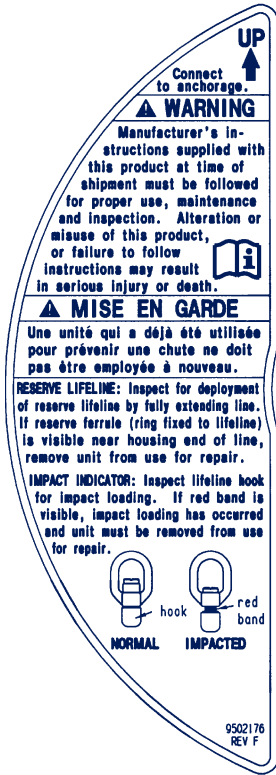 UP
Connect
to anchorage.
WARNING
Manufacturer's in-
structions supplied with
this product at time of
shipment must be followed
for proper use, maintenance
and inspection. Alteration or
misuse of this product,
or failure to follow
instructions may result
in serious injury or death.
MISE EN GARDE
Une unité qui a déjà été utilisée
pour prévenir une chute ne doit
pas être employée à nouveau.
RESERVE LIFELINE: Inspect for deployment
of reserve lifeline by fully extending line.
If reserve ferrule (ring fixed to lifeline)
is visible near housing end of line,
remove unit from use for repair.
IMPACT INDICATOR: Inspect lifeline hook
for impact loading. If red band is
visible, impact loading has occurred
and unit must be removed from use
for repair.
hook
red
band
NORMAL IMPACTED
9502176
REV F